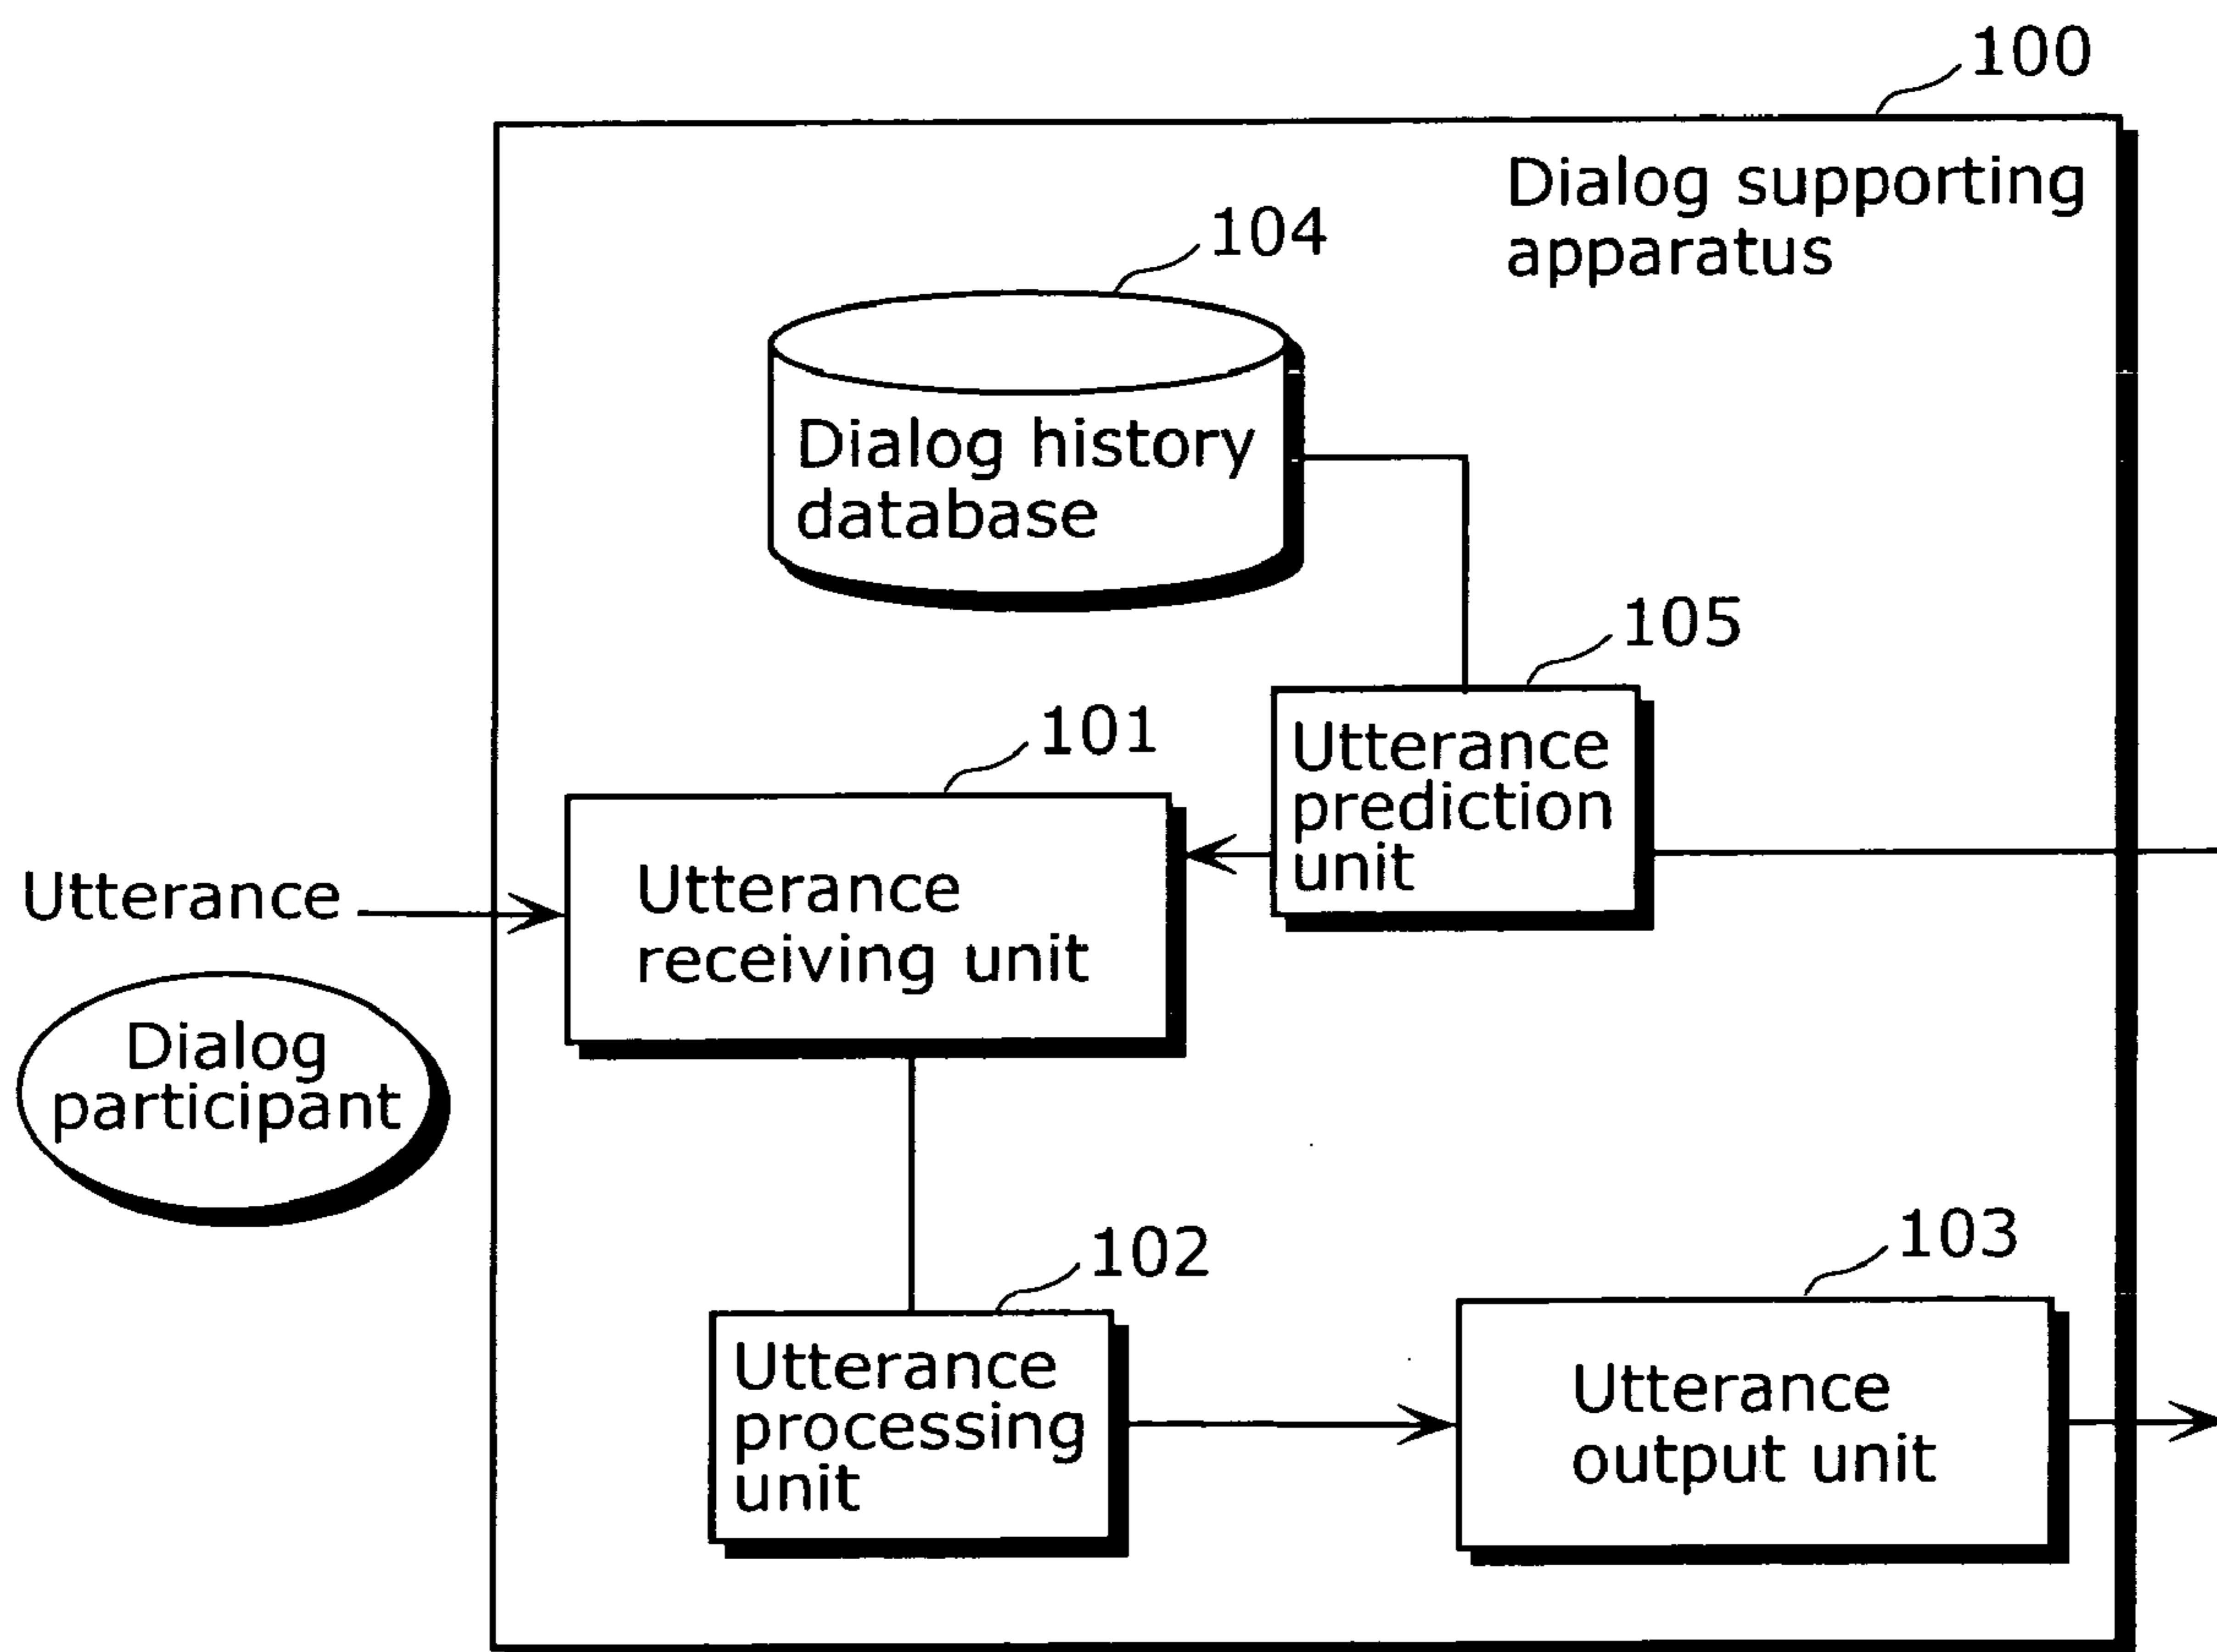 100
Dialog supporting
apparatus
104
Dialog history
database
105
Utterance
prediction
unit
101
Utterance
receiving unit
Utterance
Dialog
participant
102
Utterance
processing
unit
103
Utterance
output unit